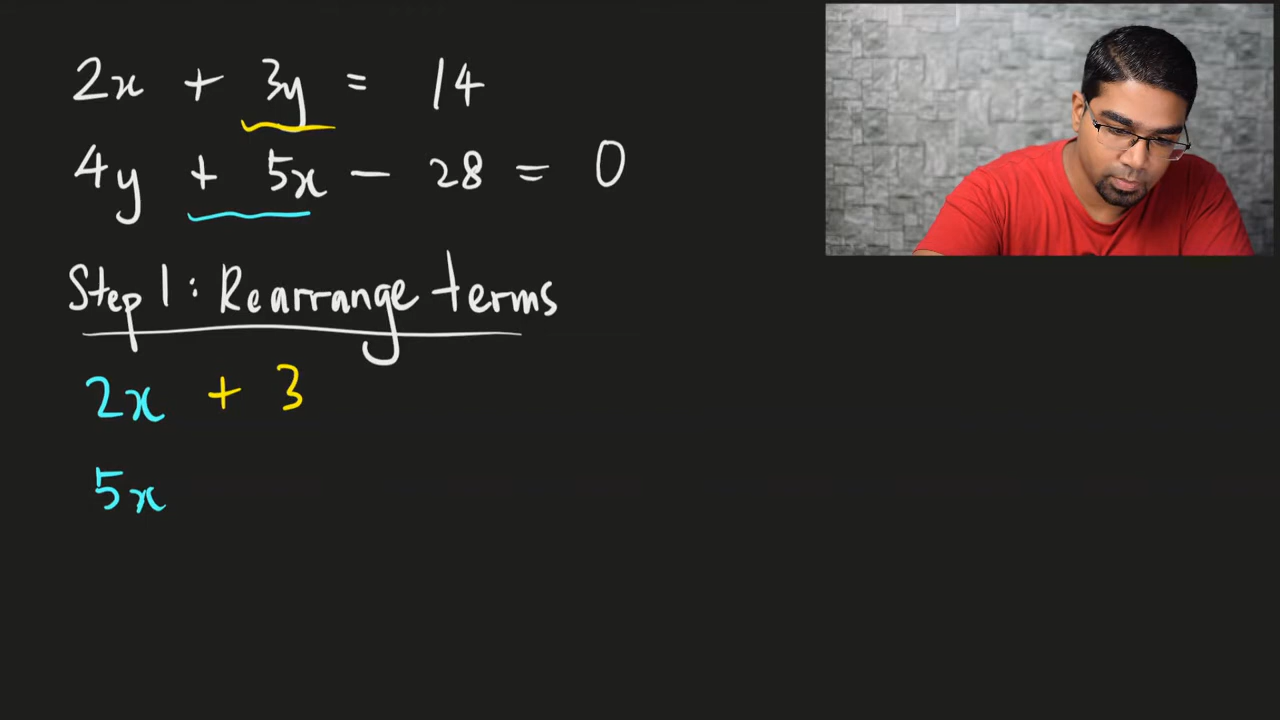 2x + 3y = 14
4y + 5x - 28 = 0
Step 1: Rearrange terms
2x + 3
5x